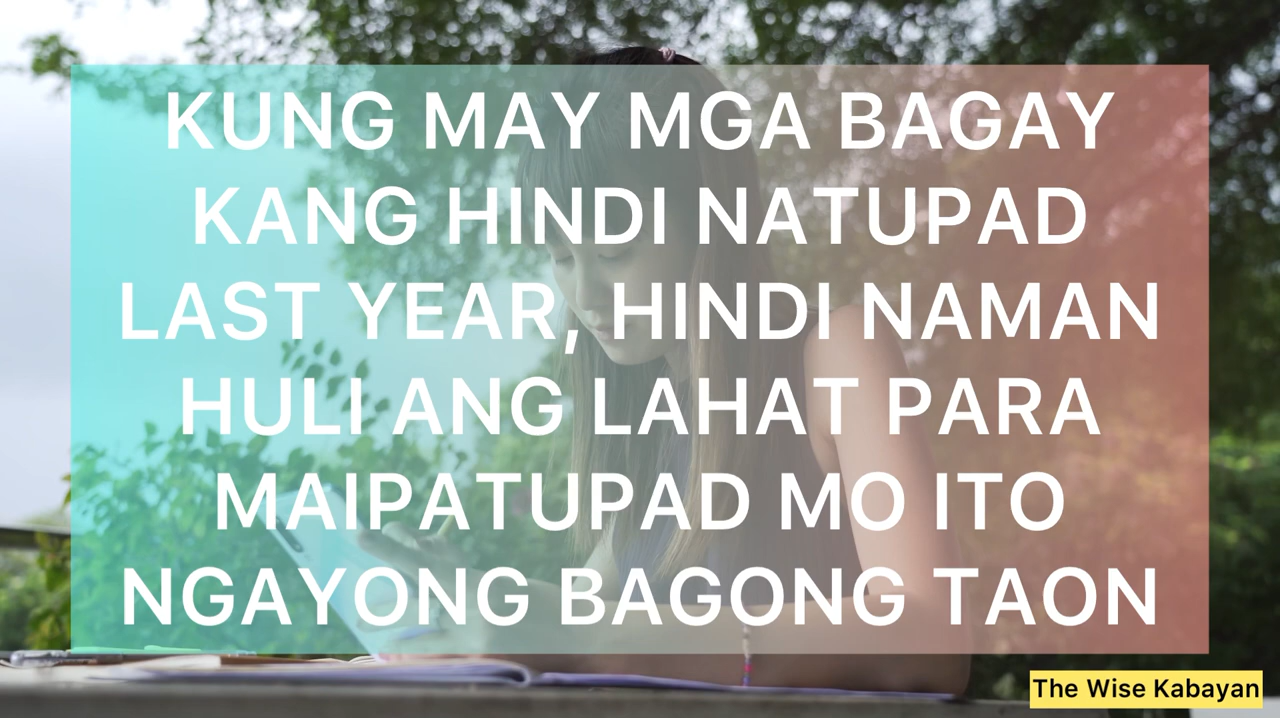 KUNG MAY MGA BAGAY
KANG HINDI NATUPAD
LAST YEAR, HINDI NAMAN
HULI ANG LAHAT PARA
MAIPATUPAD MO ITO
NGAYONG BAGONG TAON
The Wise Kabayan